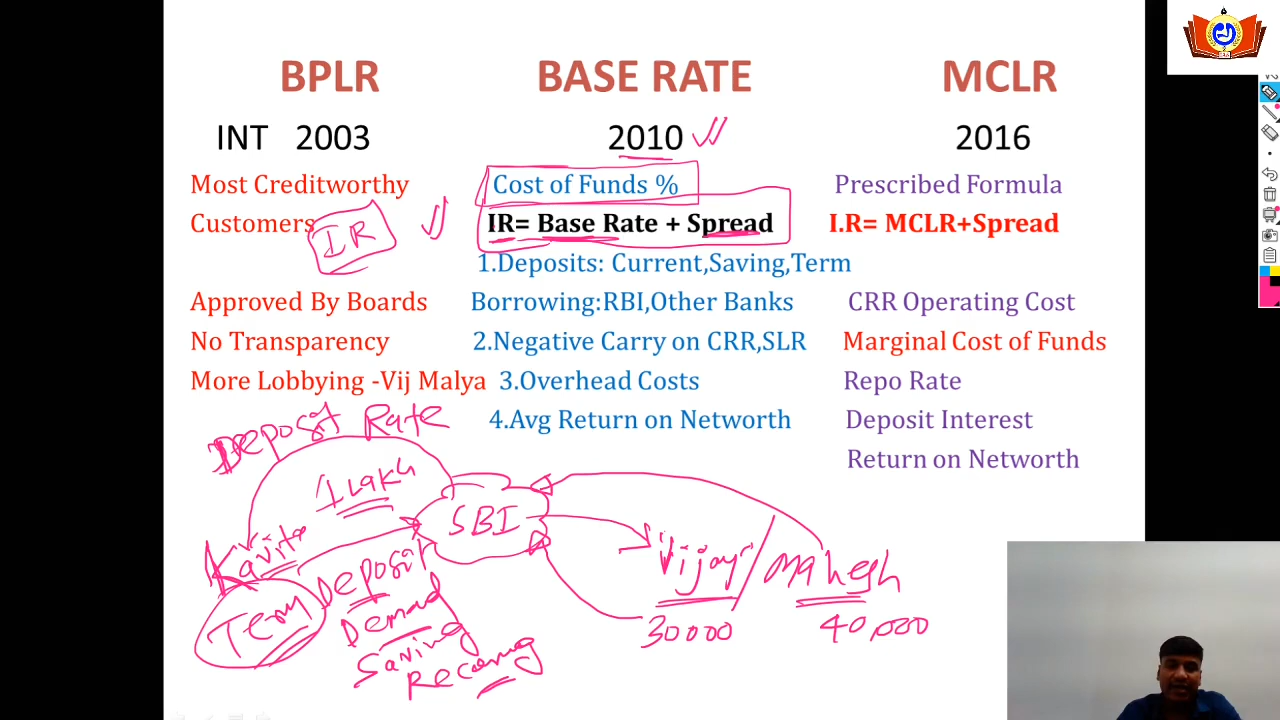 BPLR
INT 2003
Most Creditworthy
Customers
IR
Approved By Boards
No Transparency
More Lobbying -Vij Malya
BASE RATE
2010
Cost of Funds %
IR= Base Rate + Spread
1.Deposits: Current,Saving,Term
Borrowing:RBI,Other Banks
2.Negative Carry on CRR,SLR
3.Overhead Costs
4.Avg Return on Networth
MCLR
2016
Prescribed Formula
I.R= MCLR+Spread
CRR Operating Cost
Marginal Cost of Funds
Repo Rate
Deposit Interest
Return on Networth
Deposit Rate
1 Lakh
SBI
Kavita
Vijay / Mahesh
30000
40,000
Deposit
Term
Demad
Saving